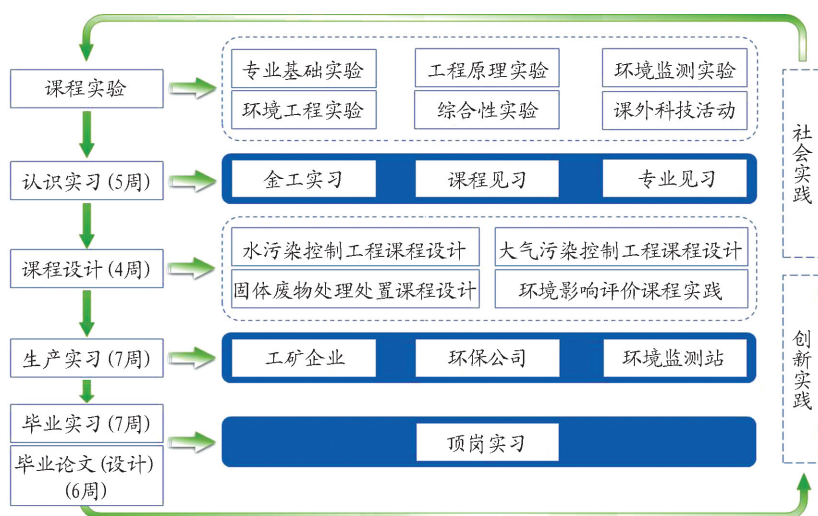 课程实验
专业基础实验
工程原理实验
环境监测实验
环境工程实验
综合性实验
课外科技活动
认识实习(5周)
金工实习
课程见习
专业见习
课程设计(4周)
水污染控制工程课程设计
大气污染控制工程课程设计
固体废物处理处置课程设计
环境影响评价课程实践
生产实习(7周)
工矿企业
环保公司
环境监测站
毕业实习(7周)
毕业论文(设计)
(6周)
顶岗实习
社会实践
创新实践